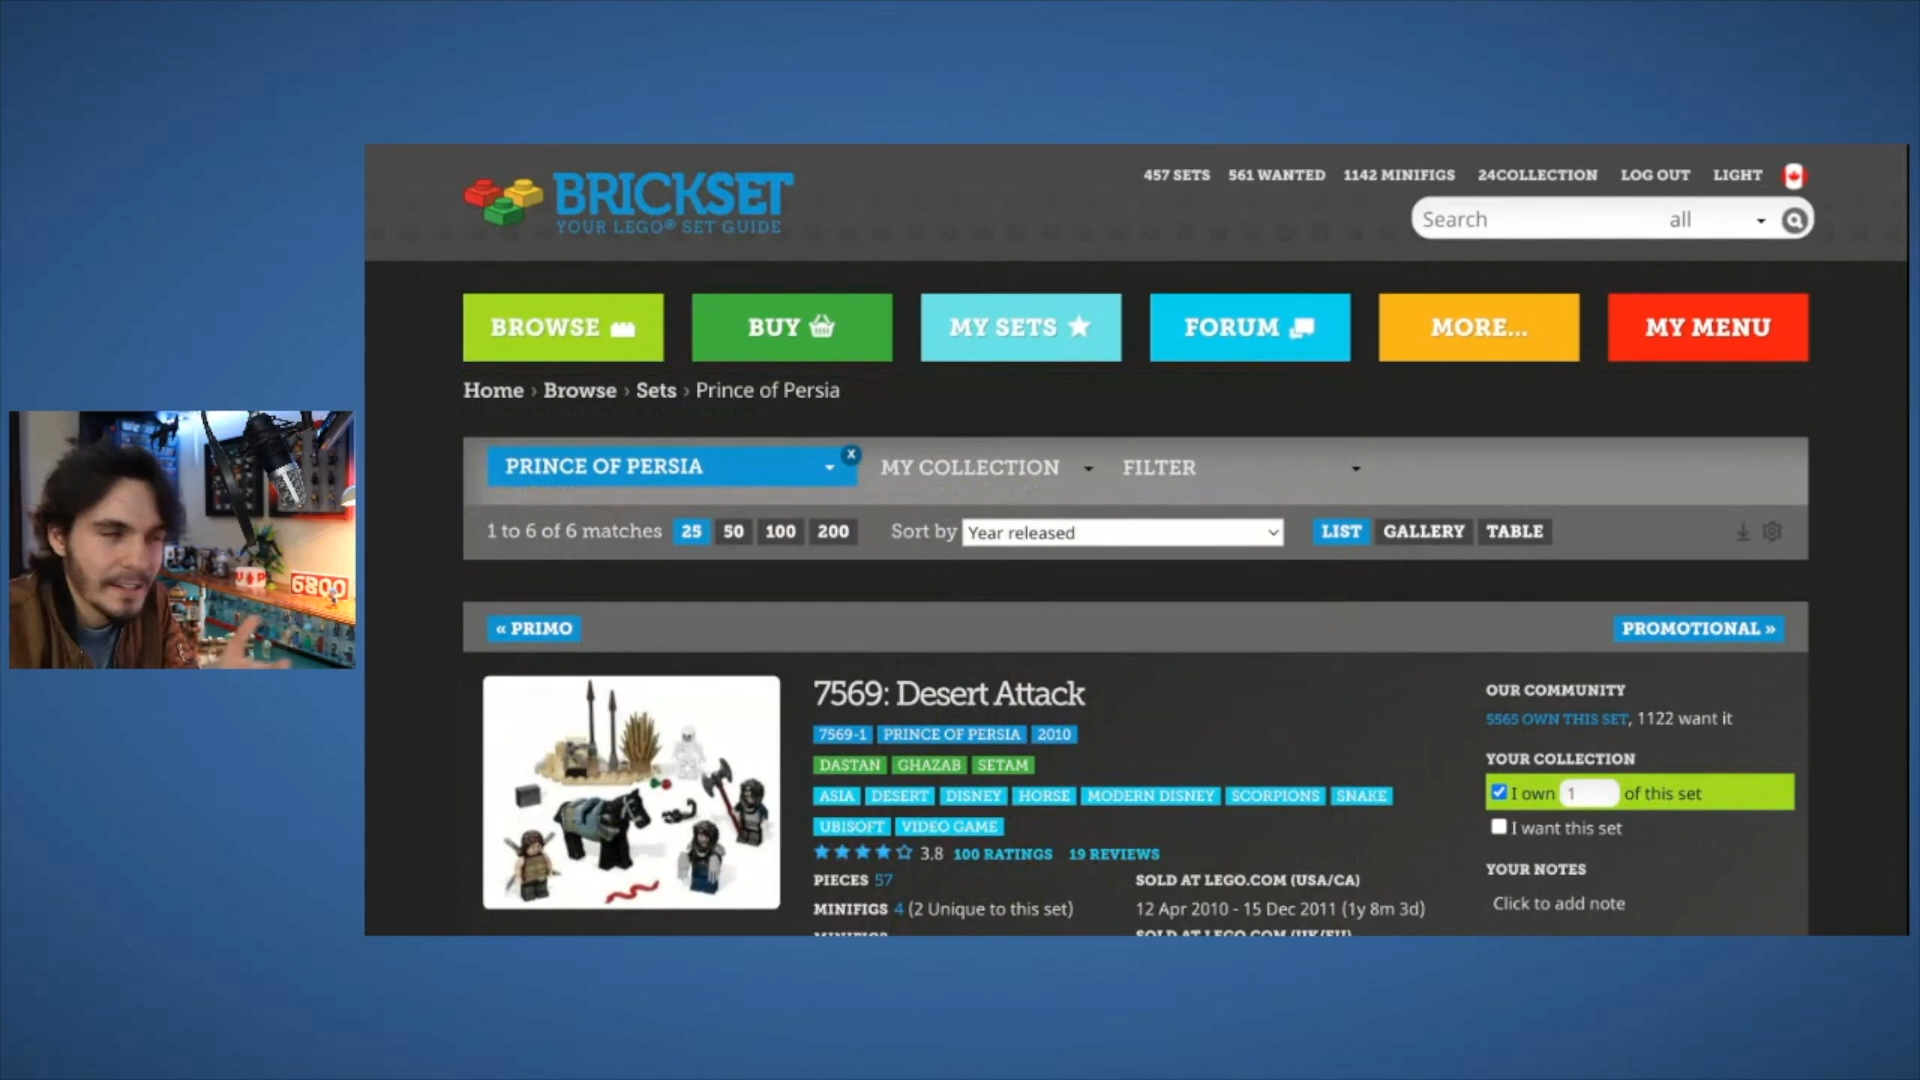 457 SETS 561 WANTED 1142 MINIFIGS 24COLLECTION LOG OUT LIGHT
BRICKSET
YOUR LEGO® SET GUIDE
Search all
BROWSE BUY MY SETS FORUM MORE... MY MENU
Home › Browse › Sets › Prince of Persia
PRINCE OF PERSIA x MY COLLECTION FILTER
1 to 6 of 6 matches 25 50 100 200 Sort by Year released LIST GALLERY TABLE
« PRIMO PROMOTIONAL »
7569: Desert Attack
7569-1 PRINCE OF PERSIA 2010
DASTAN GHAZAB SETAM
ASIA DESERT DISNEY HORSE MODERN DISNEY SCORPIONS SNAKE
UBISOFT VIDEO GAME
3.8 100 RATINGS 19 REVIEWS
PIECES 57
MINIFIGS 4 (2 Unique to this set)
MINIFIGS
SOLD AT LEGO.COM (USA/CA)
12 Apr 2010 - 15 Dec 2011 (1y 8m 3d)
SOLD AT LEGO.COM (UK/EU)
OUR COMMUNITY
5565 OWN THIS SET, 1122 want it
YOUR COLLECTION
I own 1 of this set
I want this set
YOUR NOTES
Click to add note
6800